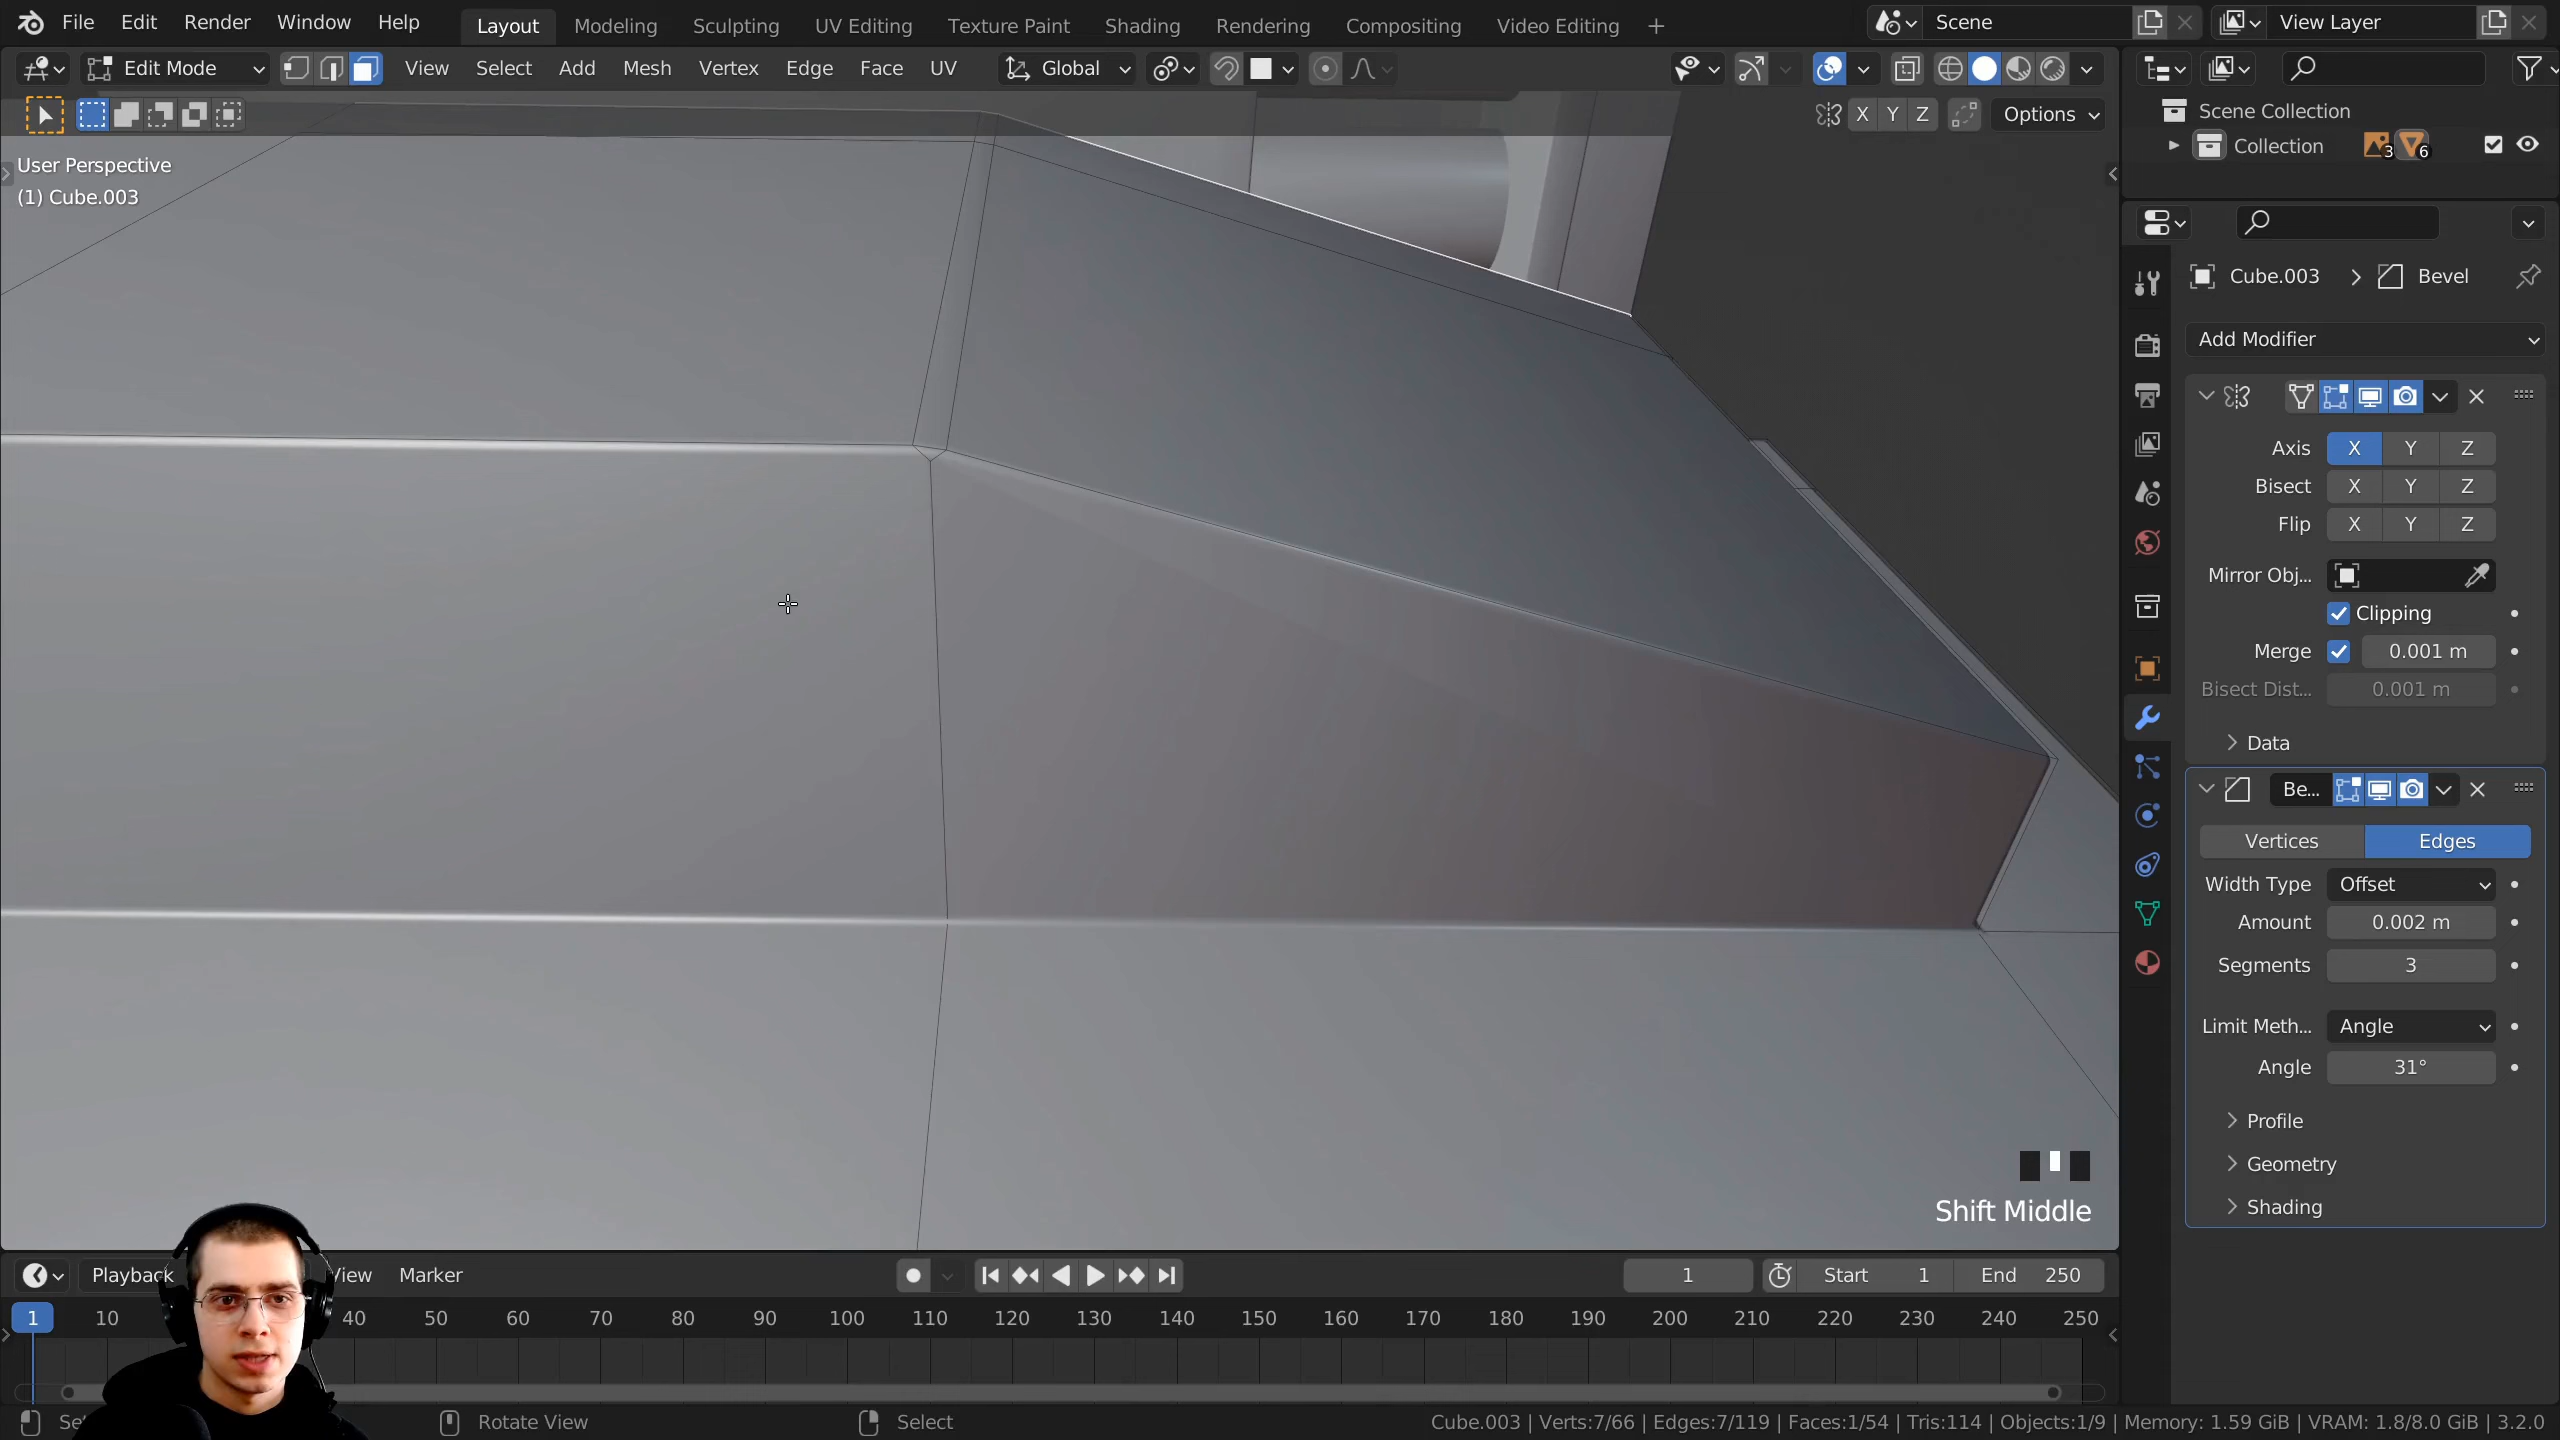 File Edit Render Window Help Layout Modeling Sculpting UV Editing Texture Paint Shading Rendering Compositing Video Editing + Scene View Layer
Edit Mode View Select Add Mesh Vertex Edge Face UV Global
X Y Z Options
User Perspective
(1) Cube.003
Shift Middle
Scene Collection
Collection 3 6
Cube.003 > Bevel
Add Modifier
Axis X Y Z
Bisect X Y Z
Flip X Y Z
Mirror Obj...
Clipping
Merge 0.001 m
Bisect Dist... 0.001 m
Data
Be...
Vertices Edges
Width Type Offset
Amount 0.002 m
Segments 3
Limit Meth... Angle
Angle 31°
Profile
Geometry
Shading
Playback View Marker 1 Start 1 End 250
1 10 40 50 60 70 80 90 100 110 120 130 140 150 160 170 180 190 200 210 220 230 240 250
Rotate View Select Cube.003 | Verts:7/66 | Edges:7/119 | Faces:1/54 | Tris:114 | Objects:1/9 | Memory: 1.59 GiB | VRAM: 1.8/8.0 GiB | 3.2.0